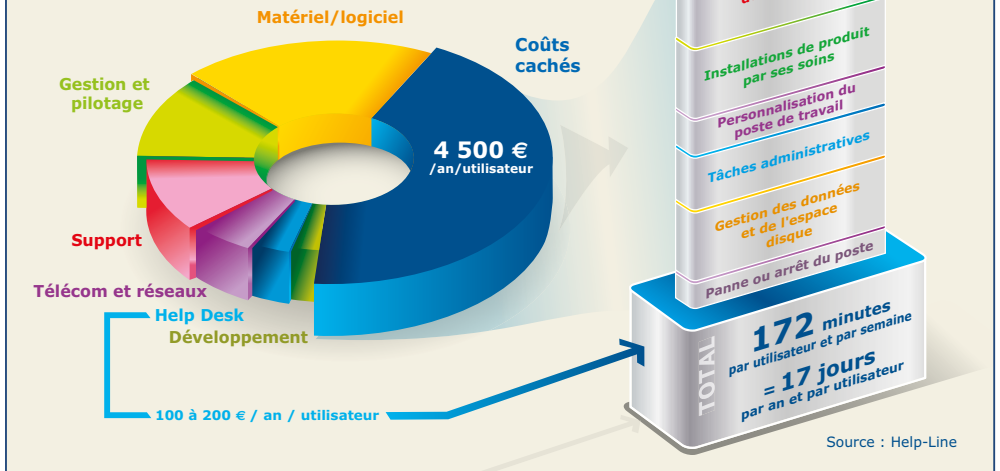 Matériel/logiciel
Coûts
cachés
Gestion et
pilotage
4 500 €
/an/utilisateur
Support
Télécom et réseaux
Help Desk
Développement
100 à 200 € / an / utilisateur
Installations de produit
par ses soins
Personnalisation du
poste de travail
Tâches administratives
Gestion des données
et de l'espace
disque
Panne ou arrêt du poste
TOTAL
172 minutes
par utilisateur et par semaine
= 17 jours
par an et par utilisateur
Source : Help-Line